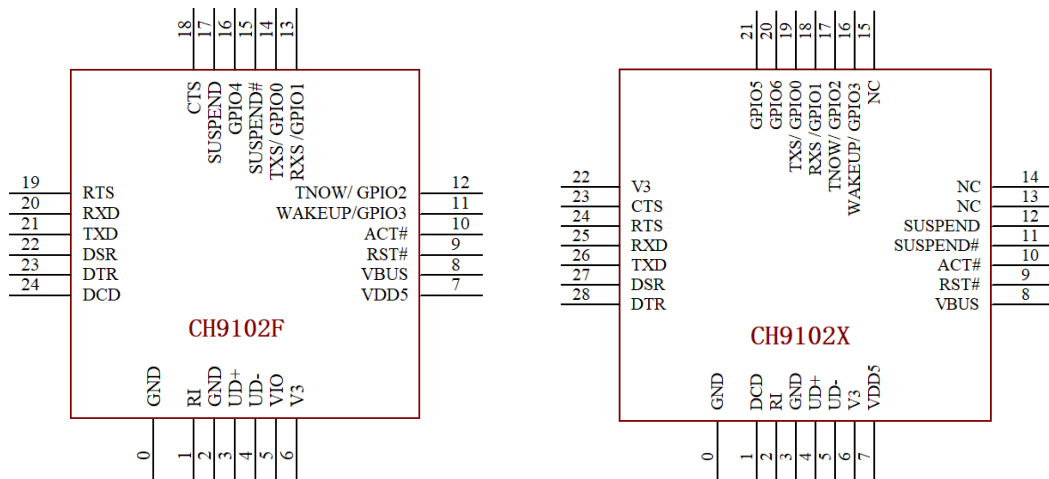 18 17 16 15 14 13
CTS
SUSPEND
GPIO4
SUSPEND#
TXS/ GPIO0
RXS /GPIO1
19 RTS
20 RXD
21 TXD
22 DSR
23 DTR
24 DCD
TNOW/ GPIO2 12
WAKEUP/GPIO3 11
ACT# 10
RST# 9
VBUS 8
VDD5 7
CH9102F
GND
RI
GND
UD+
UD-
VIO
V3
0 1 2 3 4 5 6
21 20 19 18 17 16 15
GPIO5
GPIO6
TXS/ GPIO0
RXS /GPIO1
TNOW/ GPIO2
WAKEUP/ GPIO3
NC
22 V3
23 CTS
24 RTS
25 RXD
26 TXD
27 DSR
28 DTR
NC 14
NC 13
SUSPEND 12
SUSPEND# 11
ACT# 10
RST# 9
VBUS 8
CH9102X
GND
DCD
RI
GND
UD+
UD-
V3
VDD5
0 1 2 3 4 5 6 7